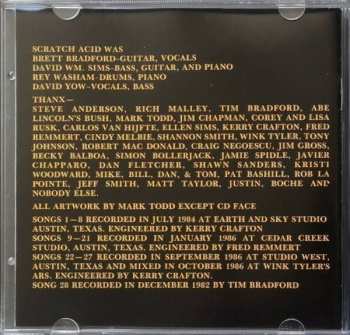 SCRATCH ACID WAS
BRETT BRADFORD-GUITAR, VOCALS
DAVID WM. SIMS-BASS, GUITAR, AND PIANO
REY WASHAM-DRUMS, PIANO
DAVID YOW-VOCALS, BASS
THANX—
STEVE ANDERSON, RICH MALLEY, TIM BRADFORD, ABE
LINCOLN'S BUSH, MARK TODD, JIM CHAPMAN, COREY AND LISA
RUSK, CARLOS VAN HIJFTE, ELLEN SIMS, KERRY CRAFTON, FRED
REMMERT, CINDY MELBIE, SHANNON SMITH, WINK TYLER, TONY
JOHNSON, ROBERT MAC DONALD, CRAIG NEGOESCU, JIM GROSS,
BECKY BALBOA, SIMON BOLLERJACK, JAMIE SPIDLE, JAVIER
CHAPARRO, DAN FLETCHER, SHAWN SANDERS, KRISTI
WOODWARD, MIKE, BILL, DAN, & TOM, PAT BASHILL, ROB LA
POINTE, JEFF SMITH, MATT TAYLOR, JUSTIN, BOCHE AND
NOBODY ELSE.
ALL ARTWORK BY MARK TODD EXCEPT CD FACE
SONGS 1—8 RECORDED IN JULY 1984 AT EARTH AND SKY STUDIO
AUSTIN, TEXAS. ENGINEERED BY KERRY CRAFTON
SONGS 9—21 RECORDED IN JANUARY 1986 AT CEDAR CREEK
STUDIO, AUSTIN, TEXAS. ENGINEERED BY FRED REMMERT
SONGS 22—27 RECORDED IN SEPTEMBER 1986 AT STUDIO WEST,
AUSTIN, TEXAS AND MIXED IN OCTOBER 1986 AT WINK TYLER'S
ARS. ENGINEERED BY KERRY CRAFTON.
SONG 28 RECORDED IN DECEMBER 1982 BY TIM BRADFORD